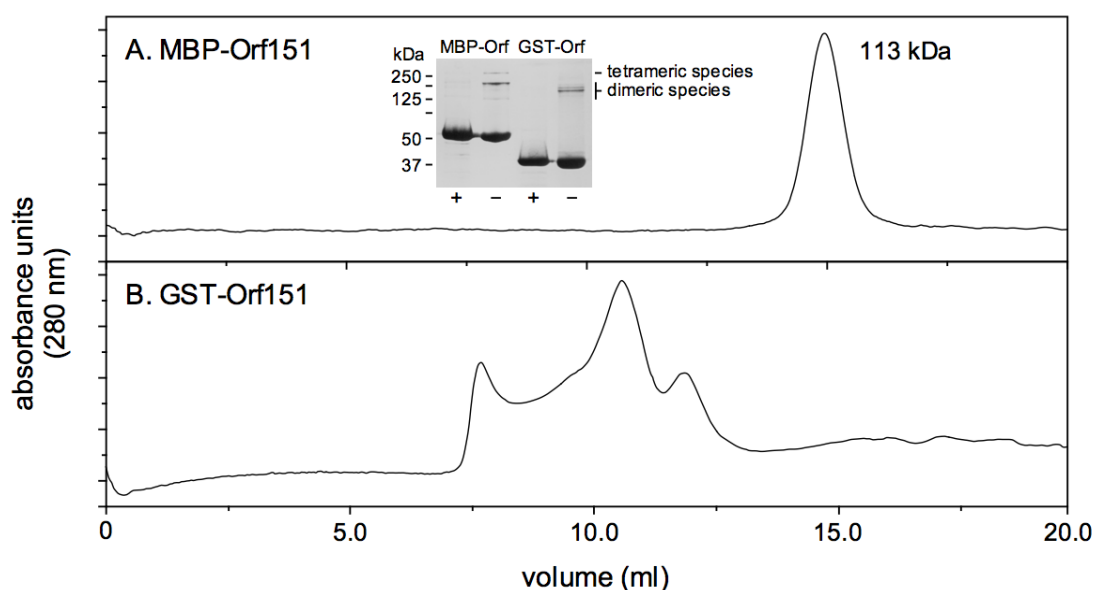 A. MBP-Orf151
113 kDa
kDa
MBP-Orf GST-Orf
250
125
50
37
tetrameric species
dimeric species
+ − + −
B. GST-Orf151
absorbance units
(280 nm)
0 5.0 10.0 15.0 20.0
volume (ml)